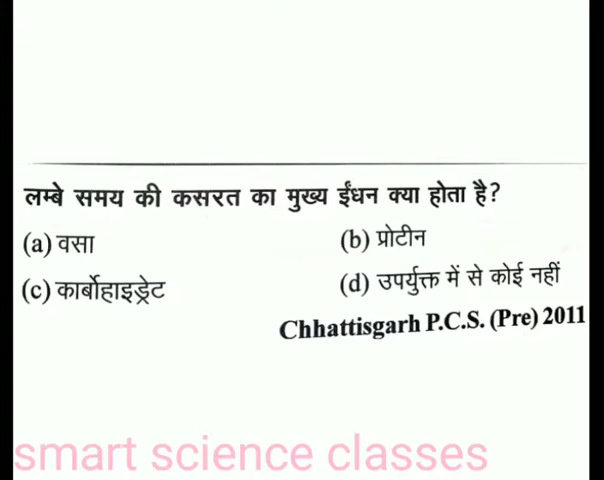 लम्बे समय की कसरत का मुख्य ईंधन क्या होता है?
(a) वसा (b) प्रोटीन
(c) कार्बोहाइड्रेट (d) उपर्युक्त में से कोई नहीं
Chhattisgarh P.C.S. (Pre) 2011
smart science classes